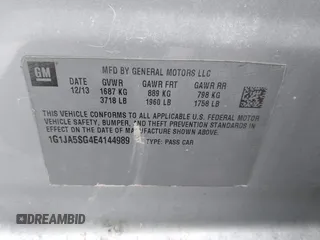 GM
MFD BY GENERAL MOTORS LLC
DATE GVWR GAWR FRT GAWR RR
12/13 1687 KG 889 KG 798 KG
3718 LB 1960 LB 1758 LB
THIS VEHICLE CONFORMS TO ALL APPLICABLE U.S. FEDERAL MOTOR
VEHICLE SAFETY, BUMPER, AND THEFT PREVENTION STANDARDS IN
EFFECT ON THE DATE OF MANUFACTURE SHOWN ABOVE.
1G1JA5SG4E4144989 TYPE: PASS CAR
AUTOHISTORY